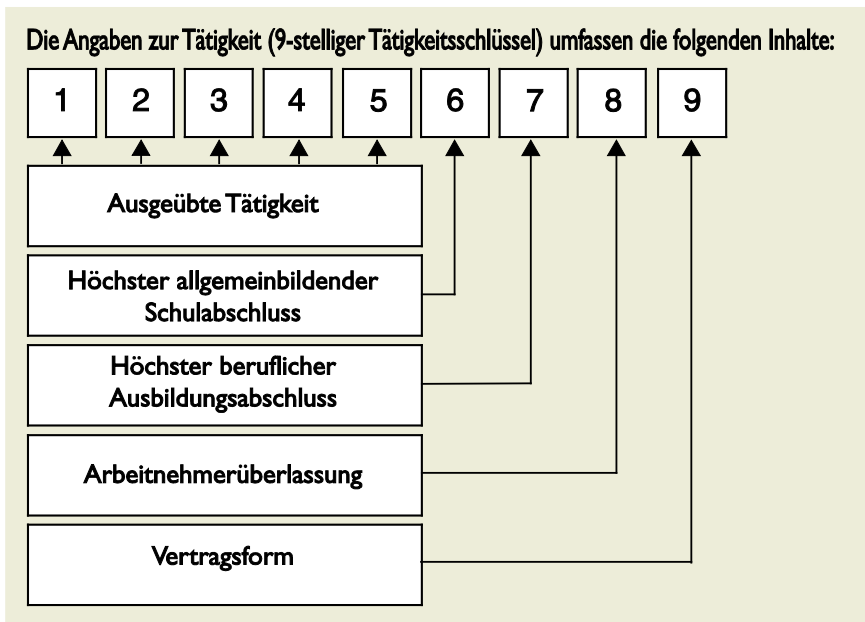 Die Angaben zur Tätigkeit (9-stelliger Tätigkeitsschlüssel) umfassen die folgenden Inhalte:
1 2 3 4 5 6 7 8 9
Ausgeübte Tätigkeit
Höchster allgemeinbildender
Schulabschluss
Höchster beruflicher
Ausbildungsabschluss
Arbeitnehmerüberlassung
Vertragsform